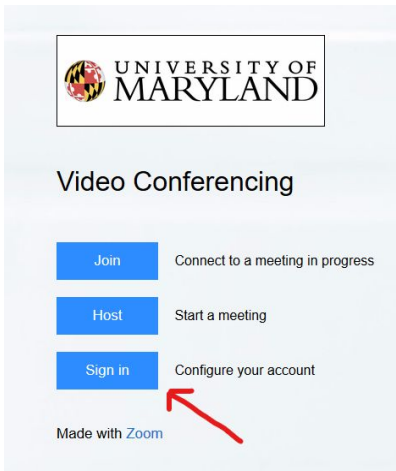 UNIVERSITY OF
MARYLAND
Video Conferencing
Join Connect to a meeting in progress
Host Start a meeting
Sign in Configure your account
Made with Zoom